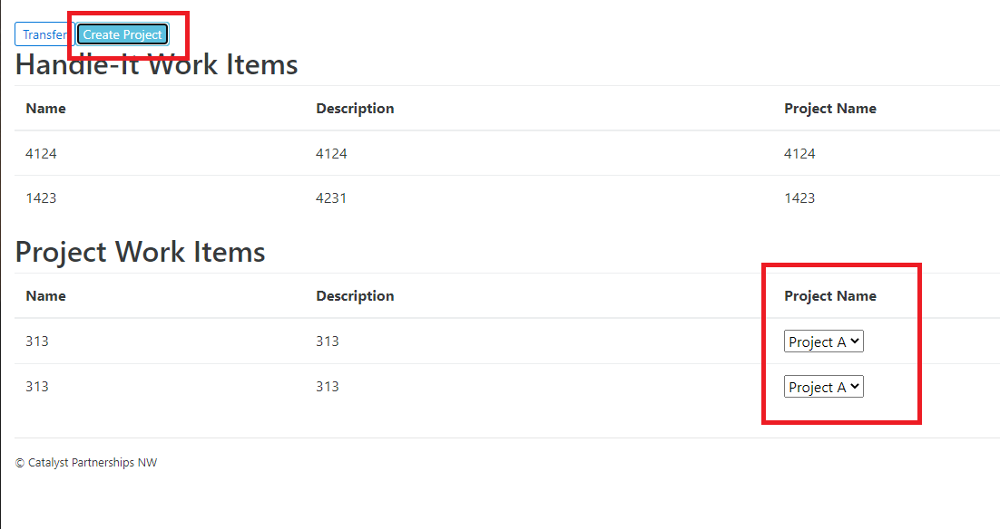 Transfer Create Project
Handle-It Work Items
Name Description Project Name
4124 4124 4124
1423 4231 1423
Project Work Items
Name Description Project Name
313 313 Project A
313 313 Project A
© Catalyst Partnerships NW